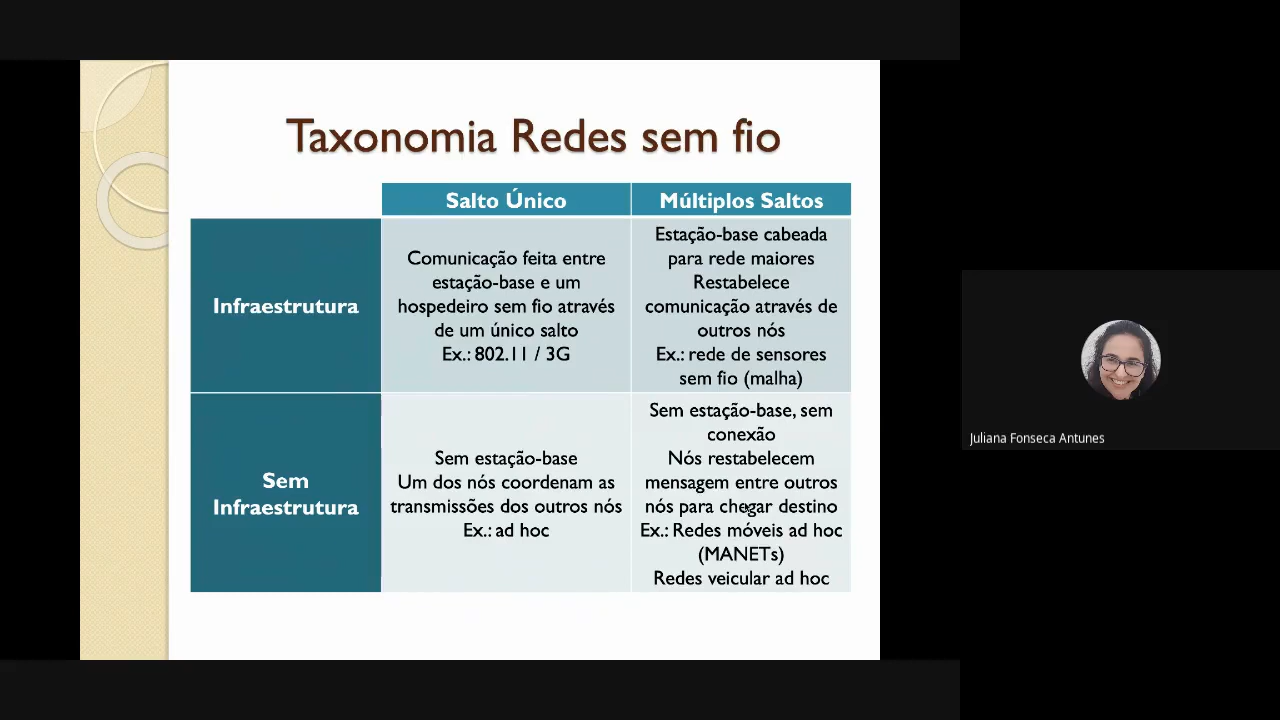 Taxonomia Redes sem fio
Salto Único
Múltiplos Saltos
Infraestrutura
Comunicação feita entre
estação-base e um
hospedeiro sem fio através
de um único salto
Ex.: 802.11 / 3G
Estação-base cabeada
para rede maiores
Restabelece
comunicação através de
outros nós
Ex.: rede de sensores
sem fio (malha)
Sem
Infraestrutura
Sem estação-base
Um dos nós coordenam as
transmissões dos outros nós
Ex.: ad hoc
Sem estação-base, sem
conexão
Nós restabelecem
mensagem entre outros
nós para chegar destino
Ex.: Redes móveis ad hoc
(MANETs)
Redes veicular ad hoc
Juliana Fonseca Antunes